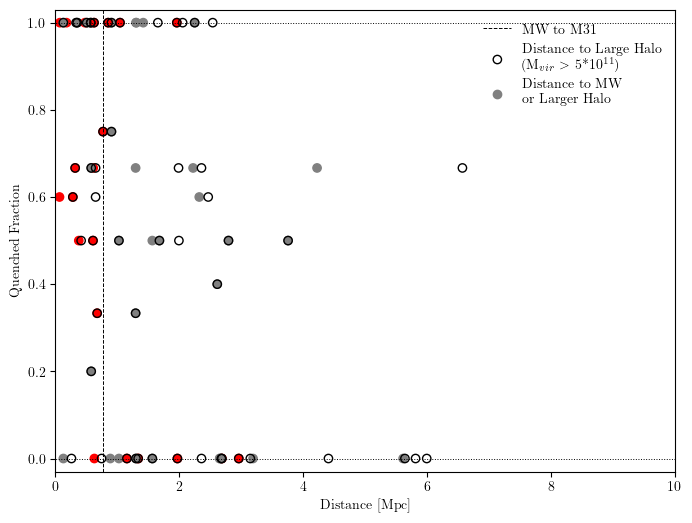 MW to M31
Distance to Large Halo
(M_vir > 5*10^11)
Distance to MW
or Larger Halo
1.0
0.8
0.6
0.4
0.2
0.0
Quenched Fraction
0 2 4 6 8 10
Distance [Mpc]